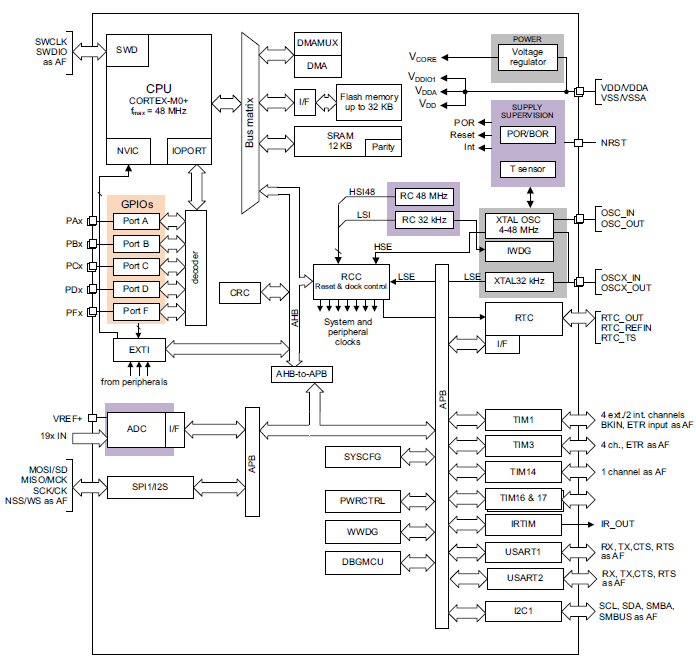 SWCLK
SWDIO
as AF
SWD
CPU
CORTEX-M0+
fmax = 48 MHz
NVIC
IOPORT
Bus matrix
DMAMUX
DMA
I/F
Flash memory
up to 32 KB
SRAM
12 KB
Parity
POWER
Voltage
regulator
VCORE
VDDIO1
VDDA
VDD
VDD/VDDA
VSS/VSSA
SUPPLY
SUPERVISION
POR
Reset
Int
POR/BOR
T sensor
NRST
GPIOs
PAx
Port A
PBx
Port B
PCx
Port C
PDx
Port D
PFx
Port F
decoder
EXTI
from peripherals
HSI48
RC 48 MHz
LSI
RC 32 kHz
HSE
XTAL OSC
4-48 MHz
IWDG
OSC_IN
OSC_OUT
RCC
Reset & clock control
LSE
LSE
XTAL32 kHz
OSCX_IN
OSCX_OUT
CRC
System and
peripheral
clocks
RTC
I/F
RTC_OUT
RTC_REFIN
RTC_TS
AHB
AHB-to-APB
APB
VREF+
19x IN
ADC
I/F
APB
MOSI/SD
MISO/MCK
SCK/CK
NSS/WS as AF
SPI1/I2S
SYSCFG
PWRCTRL
WWDG
DBGMCU
TIM1
4 ext./2 int. channels
BKIN, ETR input as AF
TIM3
4 ch., ETR as AF
TIM14
1 channel as AF
TIM16 & 17
IRTIM
IR_OUT
USART1
RX, TX,CTS, RTS
as AF
USART2
RX, TX,CTS, RTS
as AF
I2C1
SCL, SDA, SMBA,
SMBUS as AF